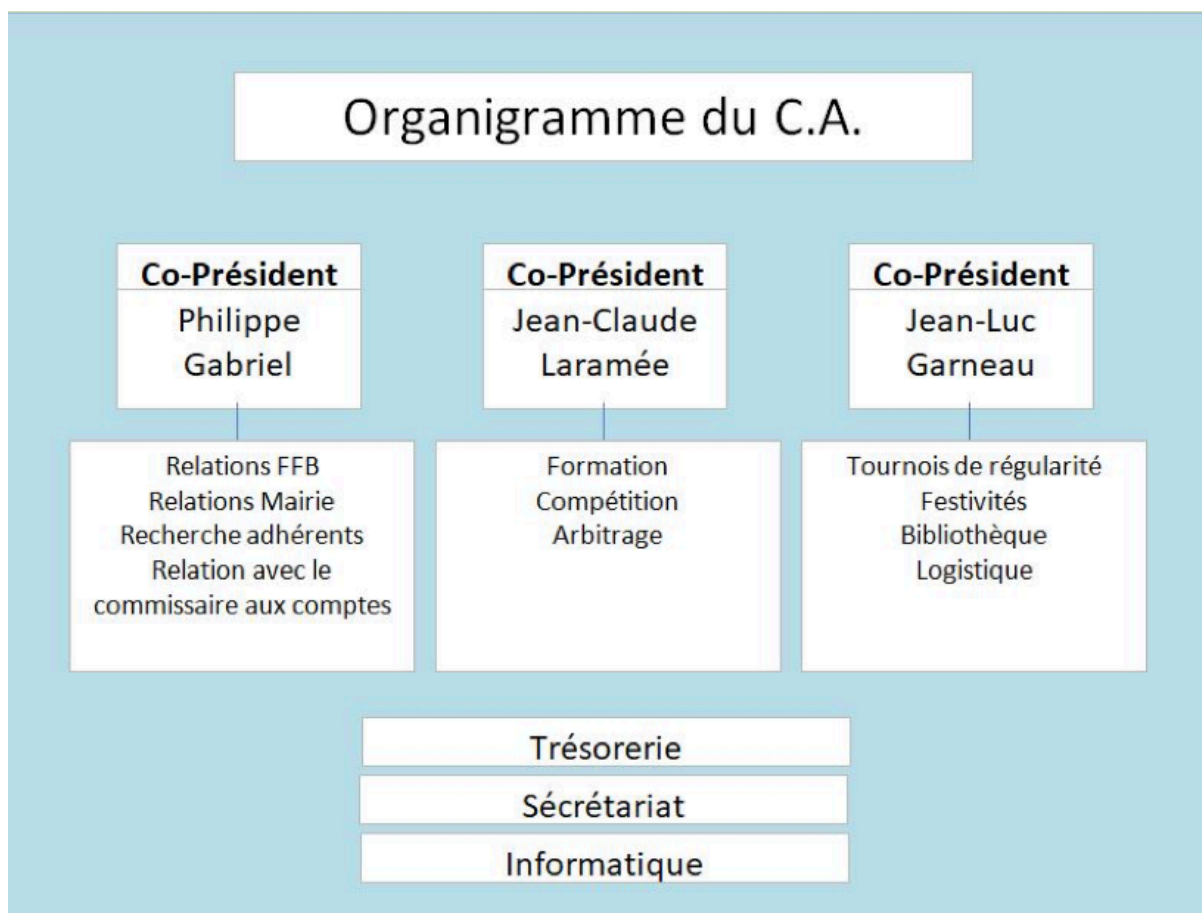 Organigramme du C.A.
Co-Président
Philippe
Gabriel
Relations FFB
Relations Mairie
Recherche adhérents
Relation avec le
commissaire aux comptes
Co-Président
Jean-Claude
Laramée
Formation
Compétition
Arbitrage
Co-Président
Jean-Luc
Garneau
Tournois de régularité
Festivités
Bibliothèque
Logistique
Trésorerie
Sécrétariat
Informatique